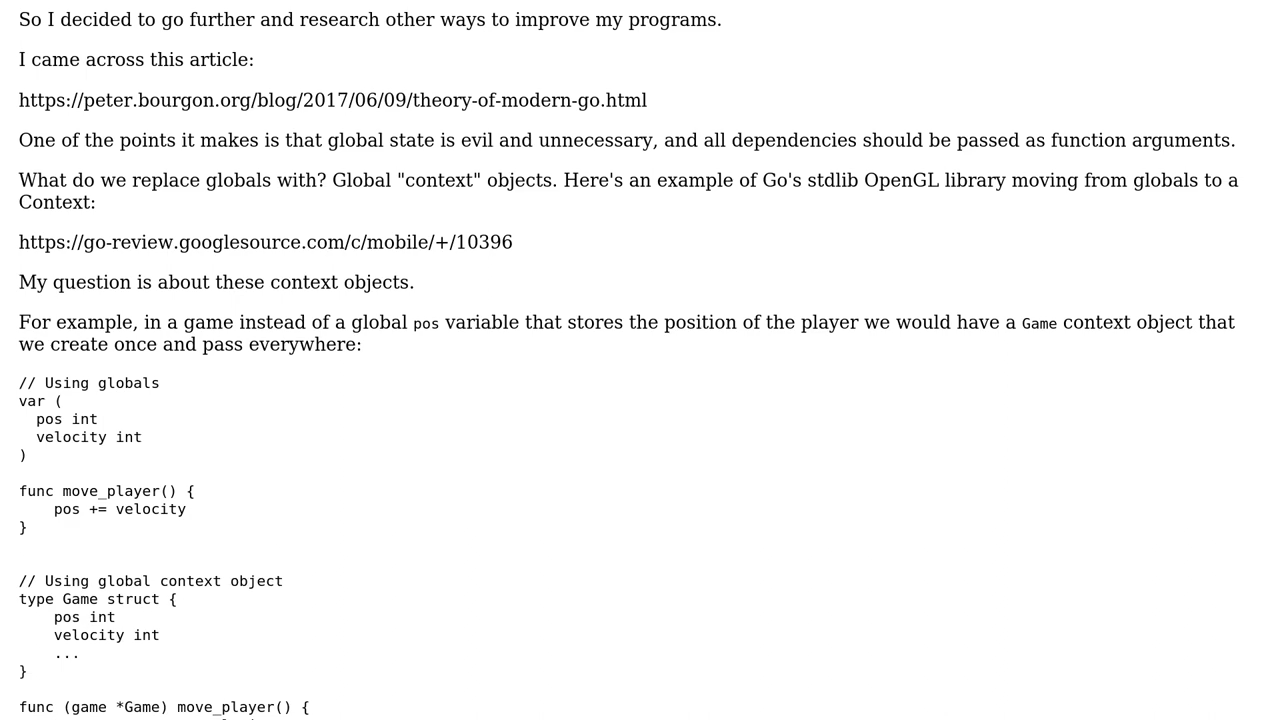 So I decided to go further and research other ways to improve my programs.
I came across this article:
https://peter.bourgon.org/blog/2017/06/09/theory-of-modern-go.html
One of the points it makes is that global state is evil and unnecessary, and all dependencies should be passed as function arguments.
What do we replace globals with? Global "context" objects. Here's an example of Go's stdlib OpenGL library moving from globals to a
Context:
https://go-review.googlesource.com/c/mobile/+/10396
My question is about these context objects.
For example, in a game instead of a global pos variable that stores the position of the player we would have a Game context object that
we create once and pass everywhere:
// Using globals
var (
  pos int
  velocity int
)
func move_player() {
    pos += velocity
}
// Using global context object
type Game struct {
    pos int
    velocity int
    ...
}
func (game *Game) move_player() {